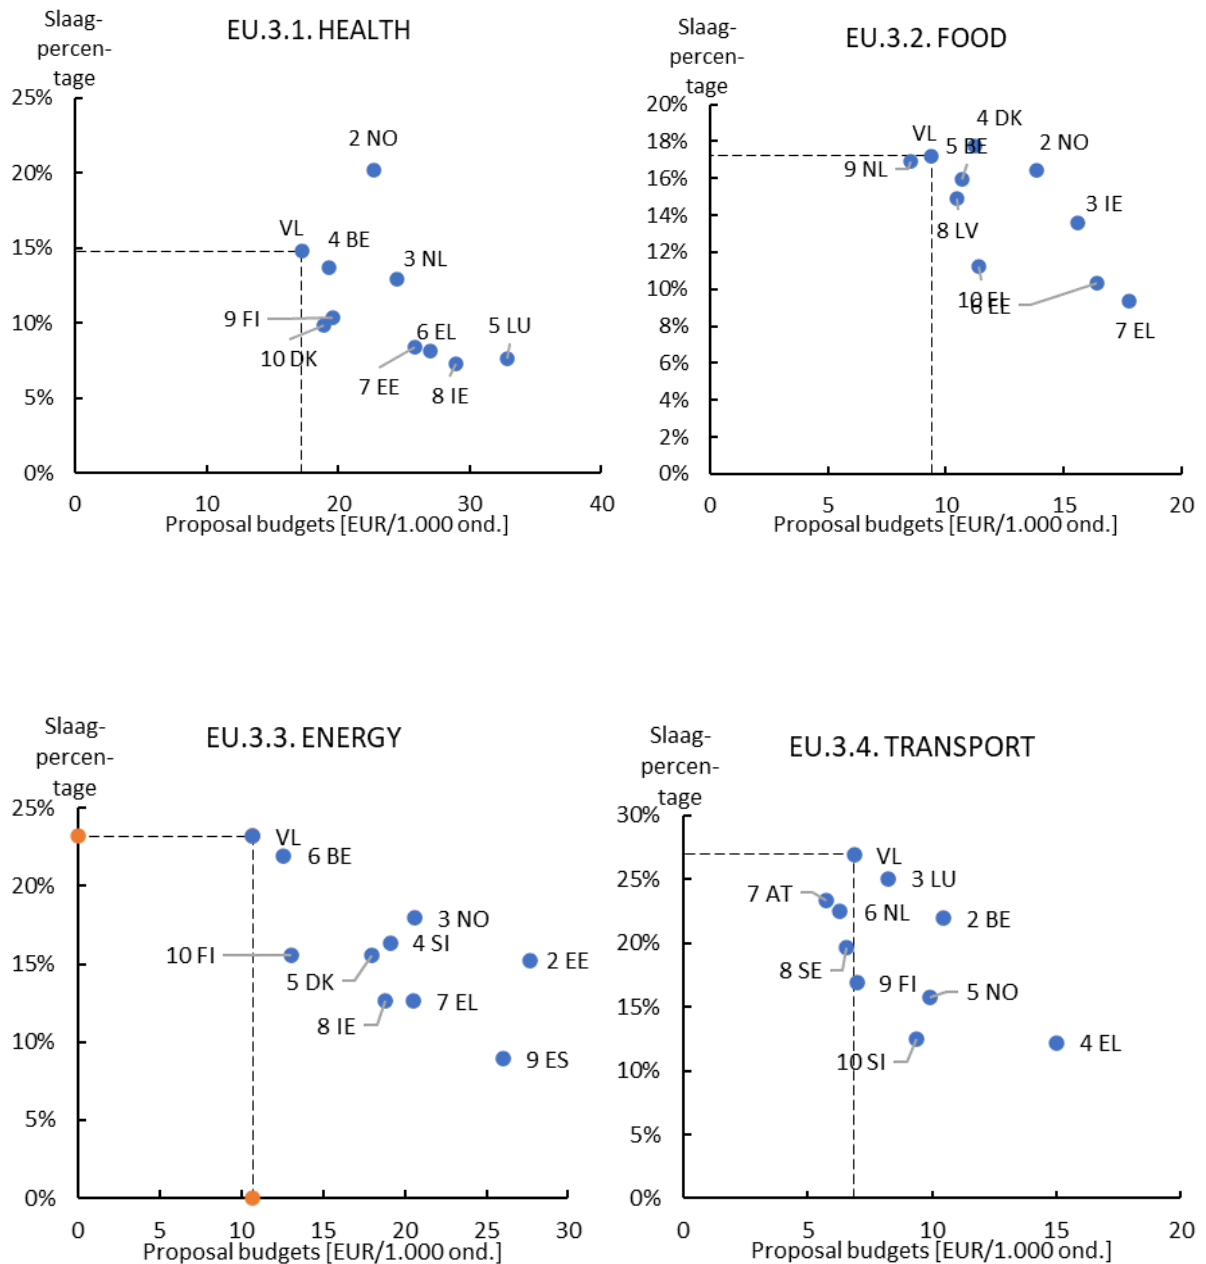 Slaag-
percen-
tage
EU.3.1. HEALTH
25%
20%
15%
10%
5%
0%
2 NO
VL
4 BE
3 NL
9 FI
10 DK
6 EL
5 LU
7 EE
8 IE
0
10
20
30
40
Proposal budgets [EUR/1.000 ond.]
Slaag-
percen-
tage
EU.3.2. FOOD
20%
18%
16%
14%
12%
10%
8%
6%
4%
2%
0%
4 DK
VL
5 BE
2 NO
9 NL
3 IE
8 LV
10 EL
6 EE
7 EL
0
5
10
15
20
Proposal budgets [EUR/1.000 ond.]
Slaag-
percen-
tage
EU.3.3. ENERGY
25%
20%
15%
10%
5%
0%
VL
6 BE
3 NO
4 SI
10 FI
2 EE
5 DK
7 EL
8 IE
9 ES
0
5
10
15
20
25
30
Proposal budgets [EUR/1.000 ond.]
Slaag-
percen-
tage
EU.3.4. TRANSPORT
30%
25%
20%
15%
10%
5%
0%
VL
3 LU
7 AT
6 NL
2 BE
8 SE
9 FI
5 NO
10 SI
4 EL
0
5
10
15
20
Proposal budgets [EUR/1.000 ond.]